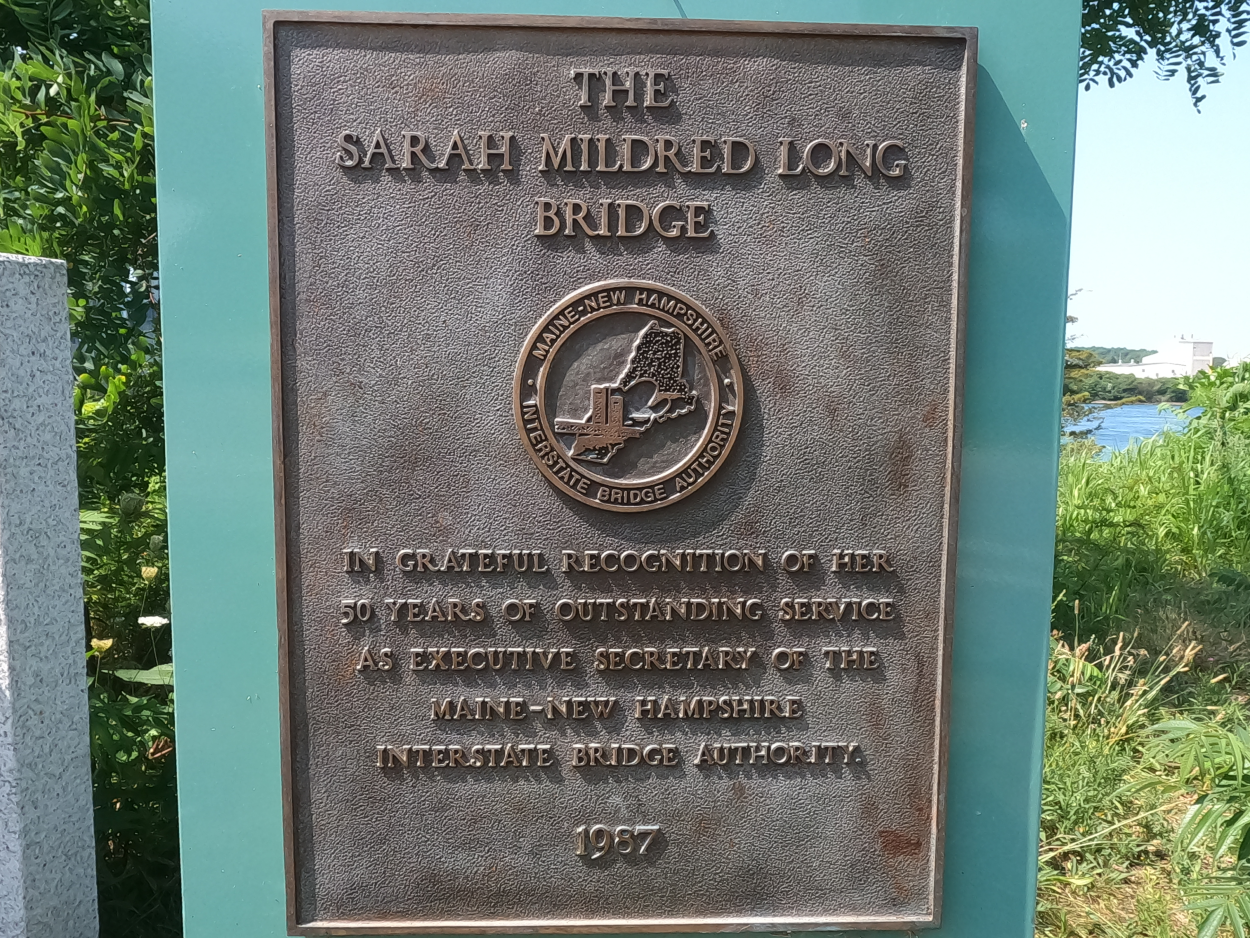 THE
SARAH MILDRED LONG
BRIDGE
MAINE-NEW HAMPSHIRE
INTERSTATE BRIDGE AUTHORITY
IN GRATEFUL RECOGNITION OF HER
50 YEARS OF OUTSTANDING SERVICE
AS EXECUTIVE SECRETARY OF THE
MAINE-NEW HAMPSHIRE
INTERSTATE BRIDGE AUTHORITY.
1987